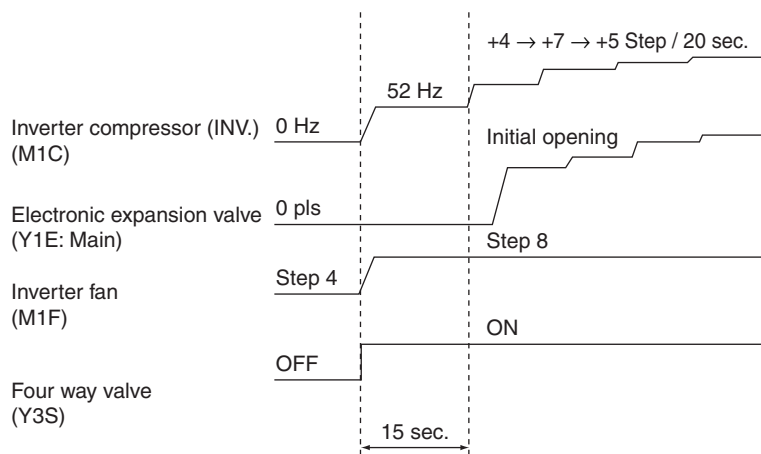 +4 → +7 → +5 Step / 20 sec.
52 Hz
Inverter compressor (INV.)
(M1C)
0 Hz
Initial opening
Electronic expansion valve
(Y1E: Main)
0 pls
Step 8
Inverter fan
(M1F)
Step 4
ON
Four way valve
(Y3S)
OFF
15 sec.